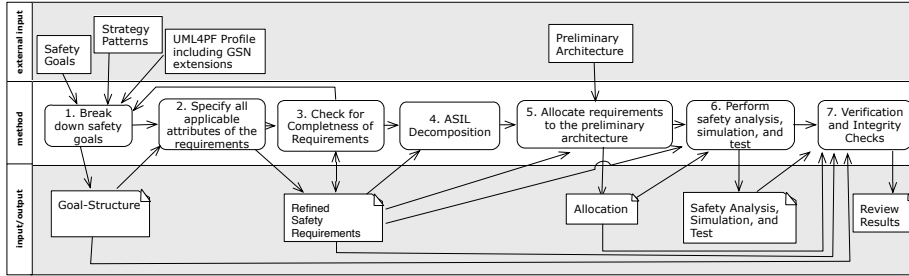 external input
Safety
Goals
Strategy
Patterns
UML4PF Profile
including GSN
extensions
Preliminary
Architecture
method
1. Break
down safety
goals
2. Specify all
applicable
attributes of the
requirements
3. Check for
Completness of
Requirements
4. ASIL
Decomposition
5. Allocate requirements
to the preliminary
architecture
6. Perform
safety analysis,
simulation, and
test
7. Verification
and Integrity
Checks
input/output
Goal-Structure
Refined
Safety
Requirements
Allocation
Safety Analysis,
Simulation, and
Test
Review
Results